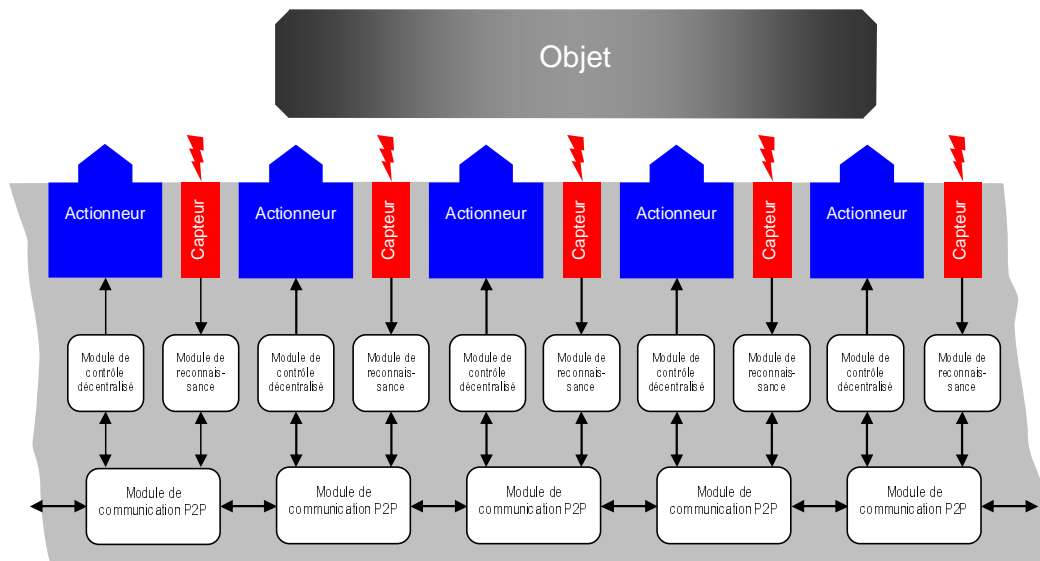 Objet
Actionneur
Capteur
Actionneur
Capteur
Actionneur
Capteur
Actionneur
Capteur
Actionneur
Capteur
Module de
contrôle
décentralisé
Module de
reconnais-
sance
Module de
contrôle
décentralisé
Module de
reconnais-
sance
Module de
contrôle
décentralisé
Module de
reconnais-
sance
Module de
contrôle
décentralisé
Module de
reconnais-
sance
Module de
contrôle
décentralisé
Module de
reconnais-
sance
Module de
communication P2P
Module de
communication P2P
Module de
communication P2P
Module de
communication P2P
Module de
communication P2P